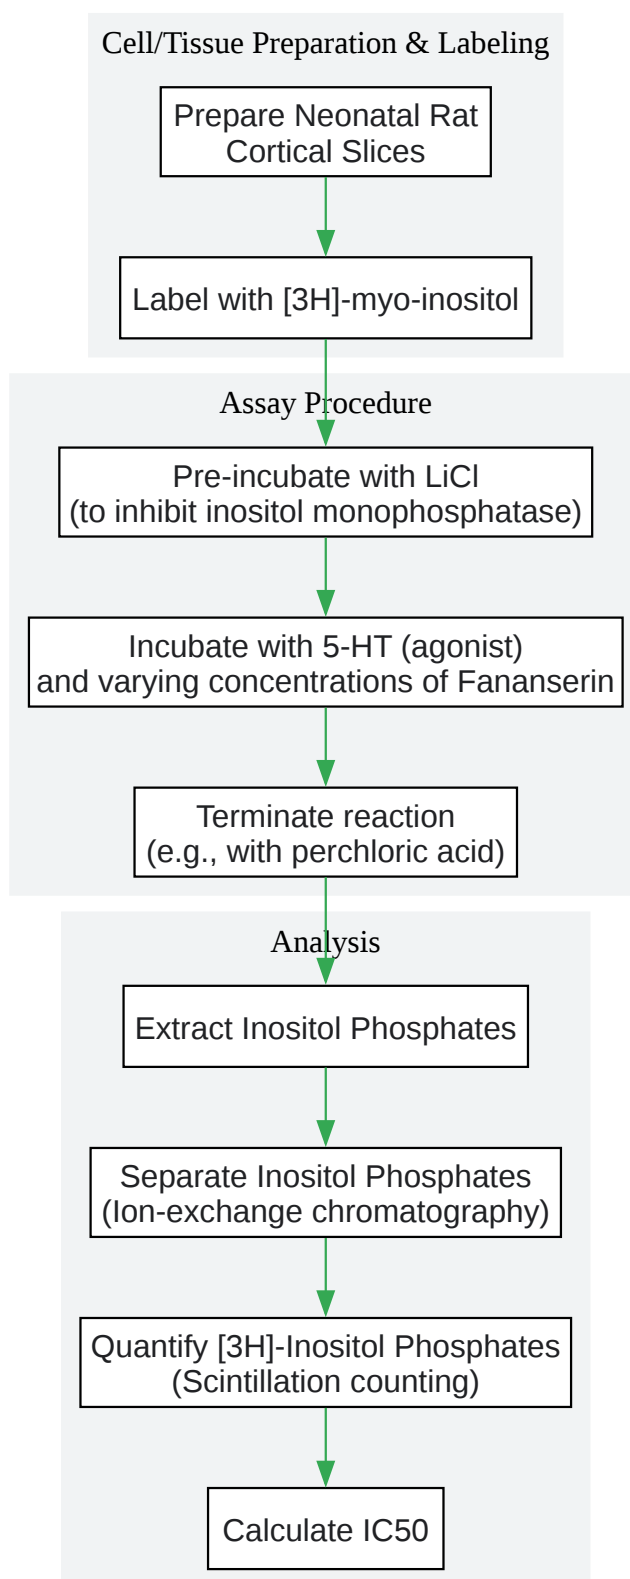 Cell/Tissue Preparation & Labeling
Prepare Neonatal Rat
Cortical Slices
Label with [3H]-myo-inositol
Assay Procedure
Pre-incubate with LiCl
(to inhibit inositol monophosphatase)
Incubate with 5-HT (agonist)
and varying concentrations of Fananserin
Terminate reaction
(e.g., with perchloric acid)
Analysis
Extract Inositol Phosphates
Separate Inositol Phosphates
(Ion-exchange chromatography)
Quantify [3H]-Inositol Phosphates
(Scintillation counting)
Calculate IC50